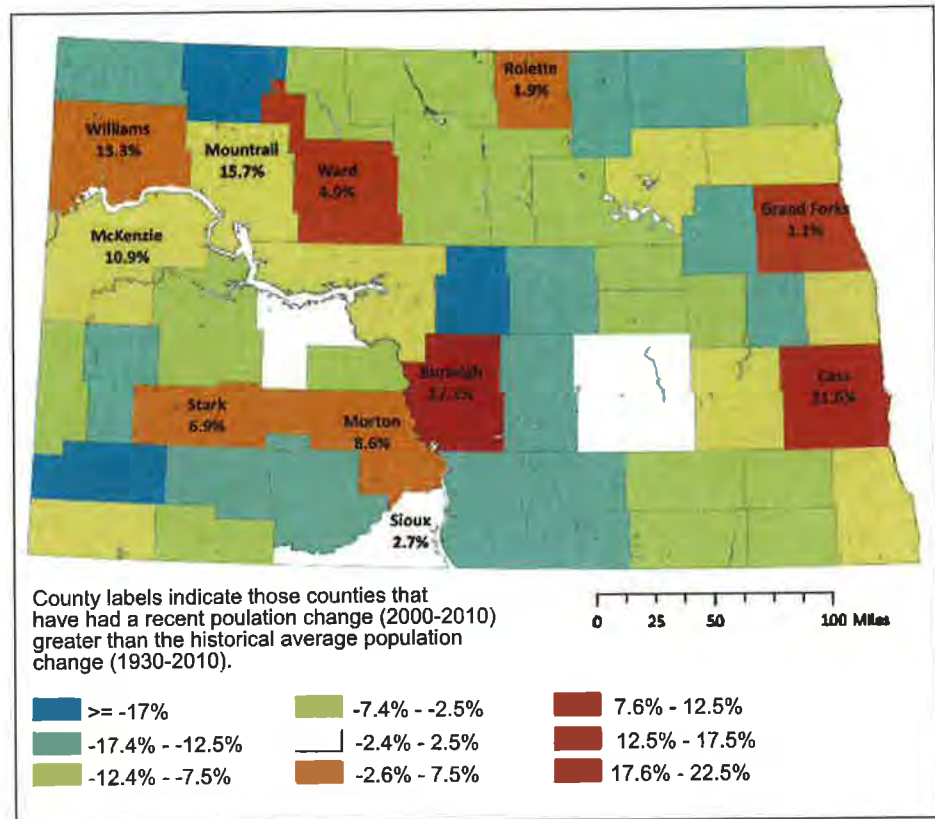 Rolette
1.9%
Williams
15.3%
Mountrail
15.7%
Ward
4.9%
Grand Forks
1.1%
McKenzie
10.9%
Burleigh
Cass
21.6%
Stark
6.9%
Morton
8.6%
Sioux
2.7%
County labels indicate those counties that
have had a recent poulation change (2000-2010)
greater than the historical average population
change (1930-2010).
0 25 50 100 Miles
>= -17%
-17.4% - -12.5%
-12.4% - -7.5%
-7.4% - -2.5%
-2.4% - 2.5%
-2.6% - 7.5%
7.6% - 12.5%
12.5% - 17.5%
17.6% - 22.5%